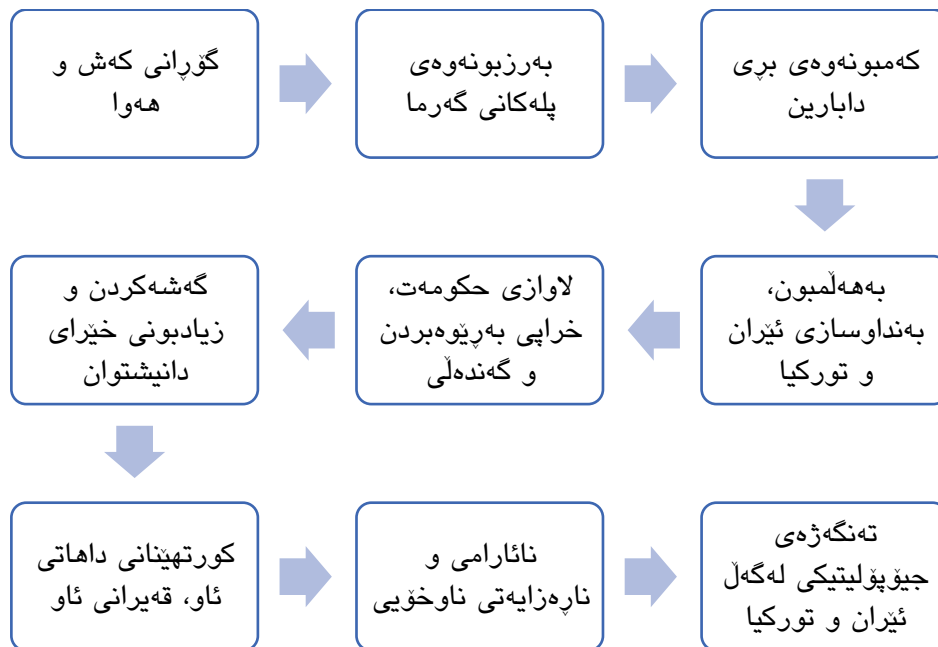 گۆڕانی کەش و
هەوا
بەرزبونەوەی
پلەکانی گەرما
کەمبونەوەی بڕی
دابارین
بەهەڵمبون،
بەنداوسازی ئێران
و تورکیا
لاوازی حکومەت،
خراپی بەڕێوەبردن
و گەندەڵی
گەشەکردن و
زیادبونی خێرای
دانیشتوان
کورتهێنانی داهاتی
ئاو، قەیرانی ئاو
نائارامی و
ناڕەزایەتی ناوخۆیی
تەنگەژەی
جیۆپۆلیتیکی لەگەڵ
ئێران و تورکیا